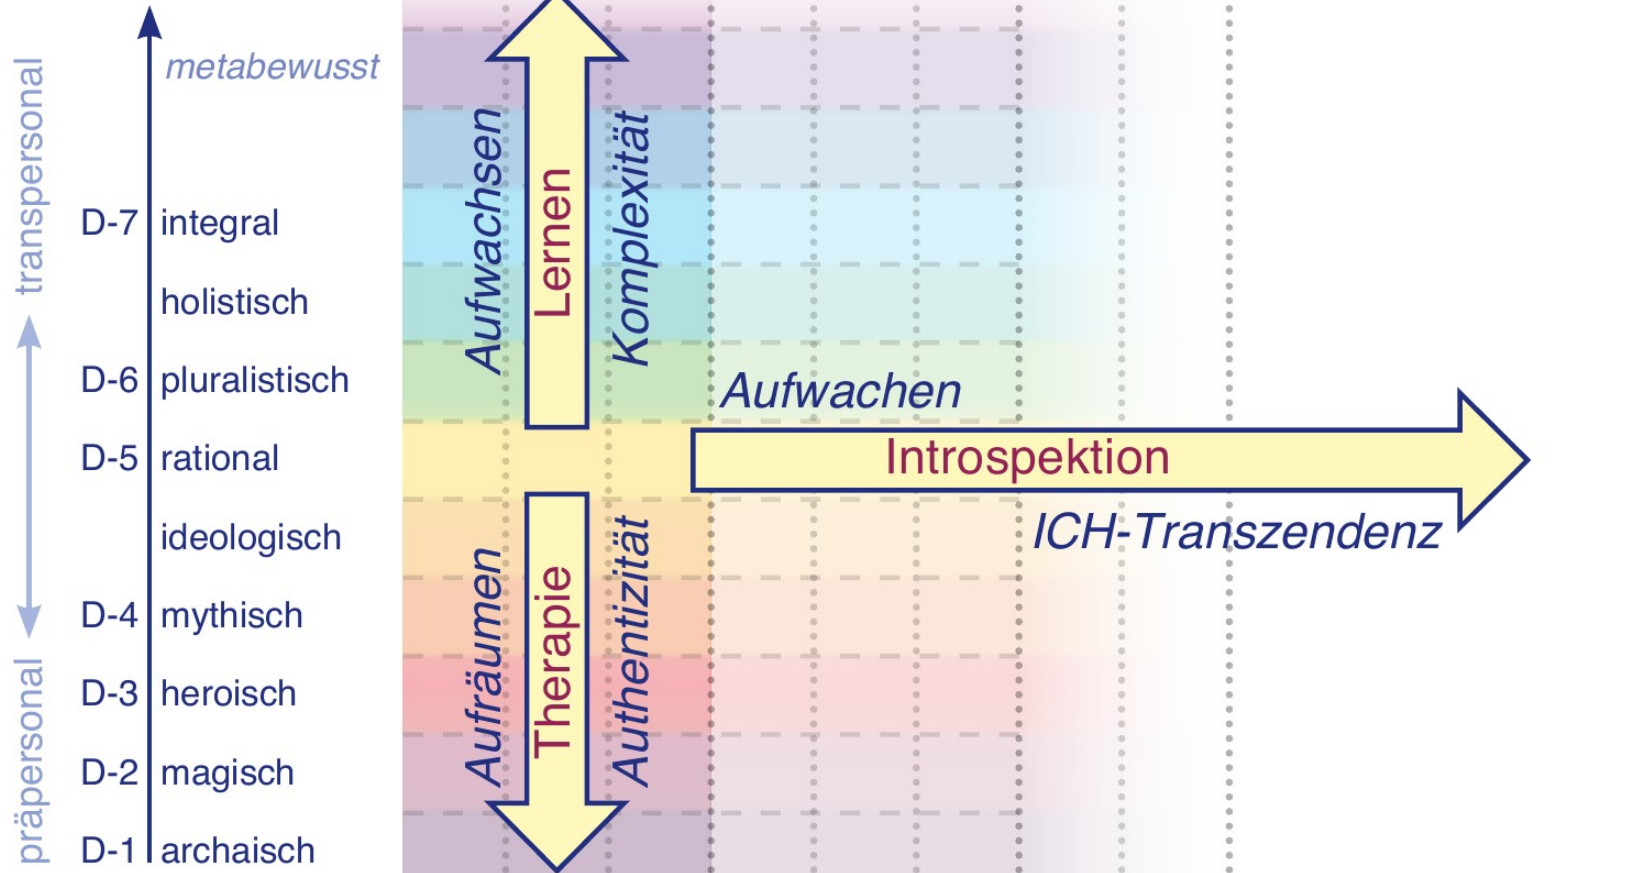 transpersonal
präpersonal
metabewusst
D-7 integral
holistisch
D-6 pluralistisch
D-5 rational
ideologisch
D-4 mythisch
D-3 heroisch
D-2 magisch
D-1 archaisch
Aufwachsen
Lernen
Komplexität
Aufwachen
Introspektion
ICH-Transzendenz
Aufräumen
Therapie
Authentizität